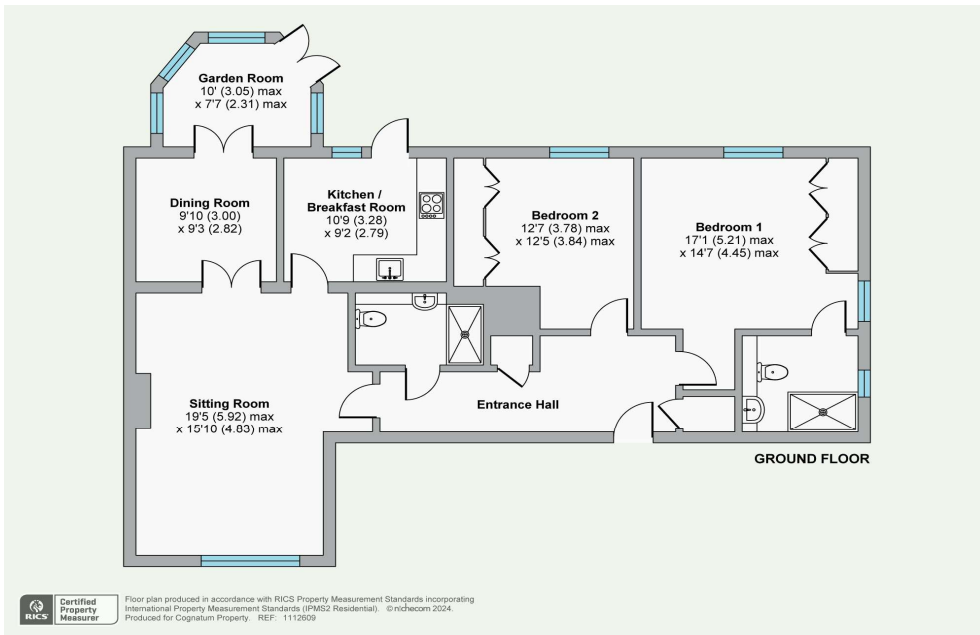 Garden Room
10' (3.05) max
x 7'7 (2.31) max
Dining Room
9'10 (3.00)
x 9'3 (2.82)
Kitchen /
Breakfast Room
10'9 (3.28)
x 9'2 (2.79)
Bedroom 2
12'7 (3.78) max
x 12'5 (3.84) max
Bedroom 1
17'1 (5.21) max
x 14'7 (4.45) max
Sitting Room
19'5 (5.92) max
x 15'10 (4.83) max
Entrance Hall
GROUND FLOOR
RICS
Certified
Property
Measurer
Floor plan produced in accordance with RICS Property Measurement Standards incorporating
International Property Measurement Standards (IPMS2 Residential). © nichecom 2024.
Produced for Cognatum Property. REF: 1112609